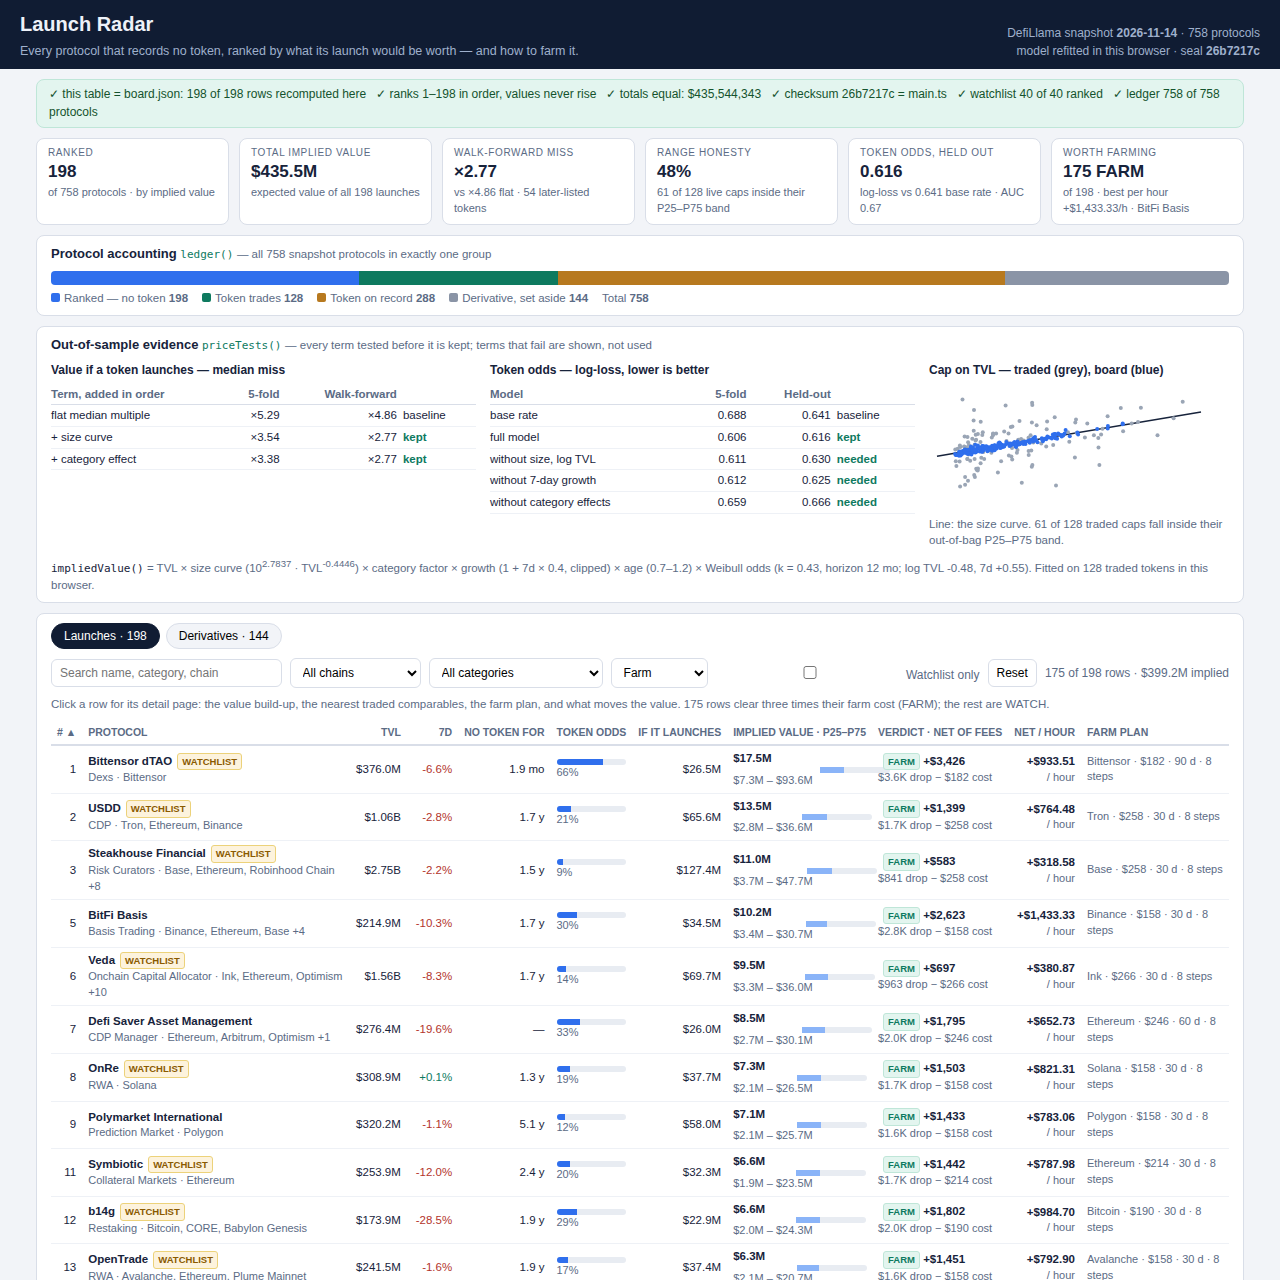 Launch Radar
Every protocol that records no token, ranked by what its launch would be worth — and how to farm it.
DefiLlama snapshot 2026-11-14 · 758 protocols
model refitted in this browser · seal 26b7217c
✓ this table = board.json: 198 of 198 rows recomputed here ✓ ranks 1–198 in order, values never rise ✓ totals equal: $435,544,343 ✓ checksum 26b7217c = main.ts ✓ watchlist 40 of 40 ranked ✓ ledger 758 of 758
protocols
RANKED
198
of 758 protocols · by implied value
TOTAL IMPLIED VALUE
$435.5M
expected value of all 198 launches
WALK-FORWARD MISS
×2.77
vs ×4.86 flat · 54 later-listed
tokens
RANGE HONESTY
48%
61 of 128 live caps inside their
P25–P75 band
TOKEN ODDS, HELD OUT
0.616
log-loss vs 0.641 base rate · AUC
0.67
WORTH FARMING
175 FARM
of 198 · best per hour
+$1,433.33/h · BitFi Basis
Protocol accounting ledger() — all 758 snapshot protocols in exactly one group
Ranked — no token 198 Token trades 128 Token on record 288 Derivative, set aside 144 Total 758
Out-of-sample evidence priceTests() — every term tested before it is kept; terms that fail are shown, not used
Value if a token launches — median miss
Term, added in order 5-fold Walk-forward
flat median multiple ×5.29 ×4.86 baseline
+ size curve ×3.54 ×2.77 kept
+ category effect ×3.38 ×2.77 kept
Token odds — log-loss, lower is better
Model 5-fold Held-out
base rate 0.688 0.641 baseline
full model 0.606 0.616 kept
without size, log TVL 0.611 0.630 needed
without 7-day growth 0.612 0.625 needed
without category effects 0.659 0.666 needed
Cap on TVL — traded (grey), board (blue)
Line: the size curve. 61 of 128 traded caps fall inside their
out-of-bag P25–P75 band.
impliedValue() = TVL × size curve (10^2.7837 · TVL^-0.4446) × category factor × growth (1 + 7d × 0.4, clipped) × age (0.7–1.2) × Weibull odds (k = 0.43, horizon 12 mo; log TVL -0.48, 7d +0.55). Fitted on 128 traded tokens in this
browser.
Launches · 198 Derivatives · 144
Search name, category, chain All chains All categories Farm Watchlist only Reset 175 of 198 rows · $399.2M implied
Click a row for its detail page: the value build-up, the nearest traded comparables, the farm plan, and what moves the value. 175 rows clear three times their farm cost (FARM); the rest are WATCH.
# ▲ PROTOCOL TVL 7D NO TOKEN FOR TOKEN ODDS IF IT LAUNCHES IMPLIED VALUE · P25–P75 VERDICT · NET OF FEES NET / HOUR FARM PLAN
1 Bittensor dTAO WATCHLIST Dexs · Bittensor $376.0M -6.6% 1.9 mo 66% $26.5M $17.5M $7.3M – $93.6M FARM +$3,426 $3.6K drop − $182 cost +$933.51 / hour Bittensor · $182 · 90 d · 8 steps
2 USDD WATCHLIST CDP · Tron, Ethereum, Binance $1.06B -2.8% 1.7 y 21% $65.6M $13.5M $2.8M – $36.6M FARM +$1,399 $1.7K drop − $258 cost +$764.48 / hour Tron · $258 · 30 d · 8 steps
3 Steakhouse Financial WATCHLIST Risk Curators · Base, Ethereum, Robinhood Chain +8 $2.75B -2.2% 1.5 y 9% $127.4M $11.0M $3.7M – $47.7M FARM +$583 $841 drop − $258 cost +$318.58 / hour Base · $258 · 30 d · 8 steps
5 BitFi Basis Basis Trading · Binance, Ethereum, Base +4 $214.9M -10.3% 1.7 y 30% $34.5M $10.2M $3.4M – $30.7M FARM +$2,623 $2.8K drop − $158 cost +$1,433.33 / hour Binance · $158 · 30 d · 8 steps
6 Veda WATCHLIST Onchain Capital Allocator · Ink, Ethereum, Optimism +10 $1.56B -8.3% 1.7 y 14% $69.7M $9.5M $3.3M – $36.0M FARM +$697 $963 drop − $266 cost +$380.87 / hour Ink · $266 · 30 d · 8 steps
7 Defi Saver Asset Management CDP Manager · Ethereum, Arbitrum, Optimism +1 $276.4M -19.6% — 33% $26.0M $8.5M $2.7M – $30.1M FARM +$1,795 $2.0K drop − $246 cost +$652.73 / hour Ethereum · $246 · 60 d · 8 steps
8 OnRe WATCHLIST RWA · Solana $308.9M +0.1% 1.3 y 19% $37.7M $7.3M $2.1M – $26.5M FARM +$1,503 $1.7K drop − $158 cost +$821.31 / hour Solana · $158 · 30 d · 8 steps
9 Polymarket International Prediction Market · Polygon $320.2M -1.1% 5.1 y 12% $58.0M $7.1M $2.1M – $25.7M FARM +$1,433 $1.6K drop − $158 cost +$783.06 / hour Polygon · $158 · 30 d · 8 steps
11 Symbiotic WATCHLIST Collateral Markets · Ethereum $253.9M -12.0% 2.4 y 20% $32.3M $6.6M $1.9M – $23.5M FARM +$1,442 $1.7K drop − $214 cost +$787.98 / hour Ethereum · $214 · 30 d · 8 steps
12 b14g WATCHLIST Restaking · Bitcoin, CORE, Babylon Genesis $173.9M -28.5% 1.9 y 29% $22.9M $6.6M $2.0M – $24.3M FARM +$1,802 $2.0K drop − $190 cost +$984.70 / hour Bitcoin · $190 · 30 d · 8 steps
13 OpenTrade WATCHLIST RWA · Avalanche, Ethereum, Plume Mainnet $241.5M -1.6% 1.9 y 17% $37.4M $6.3M $2.1M – $20.7M FARM +$1,451 $1.6K drop − $158 cost +$792.90 / hour Avalanche · $158 · 30 d · 8 steps